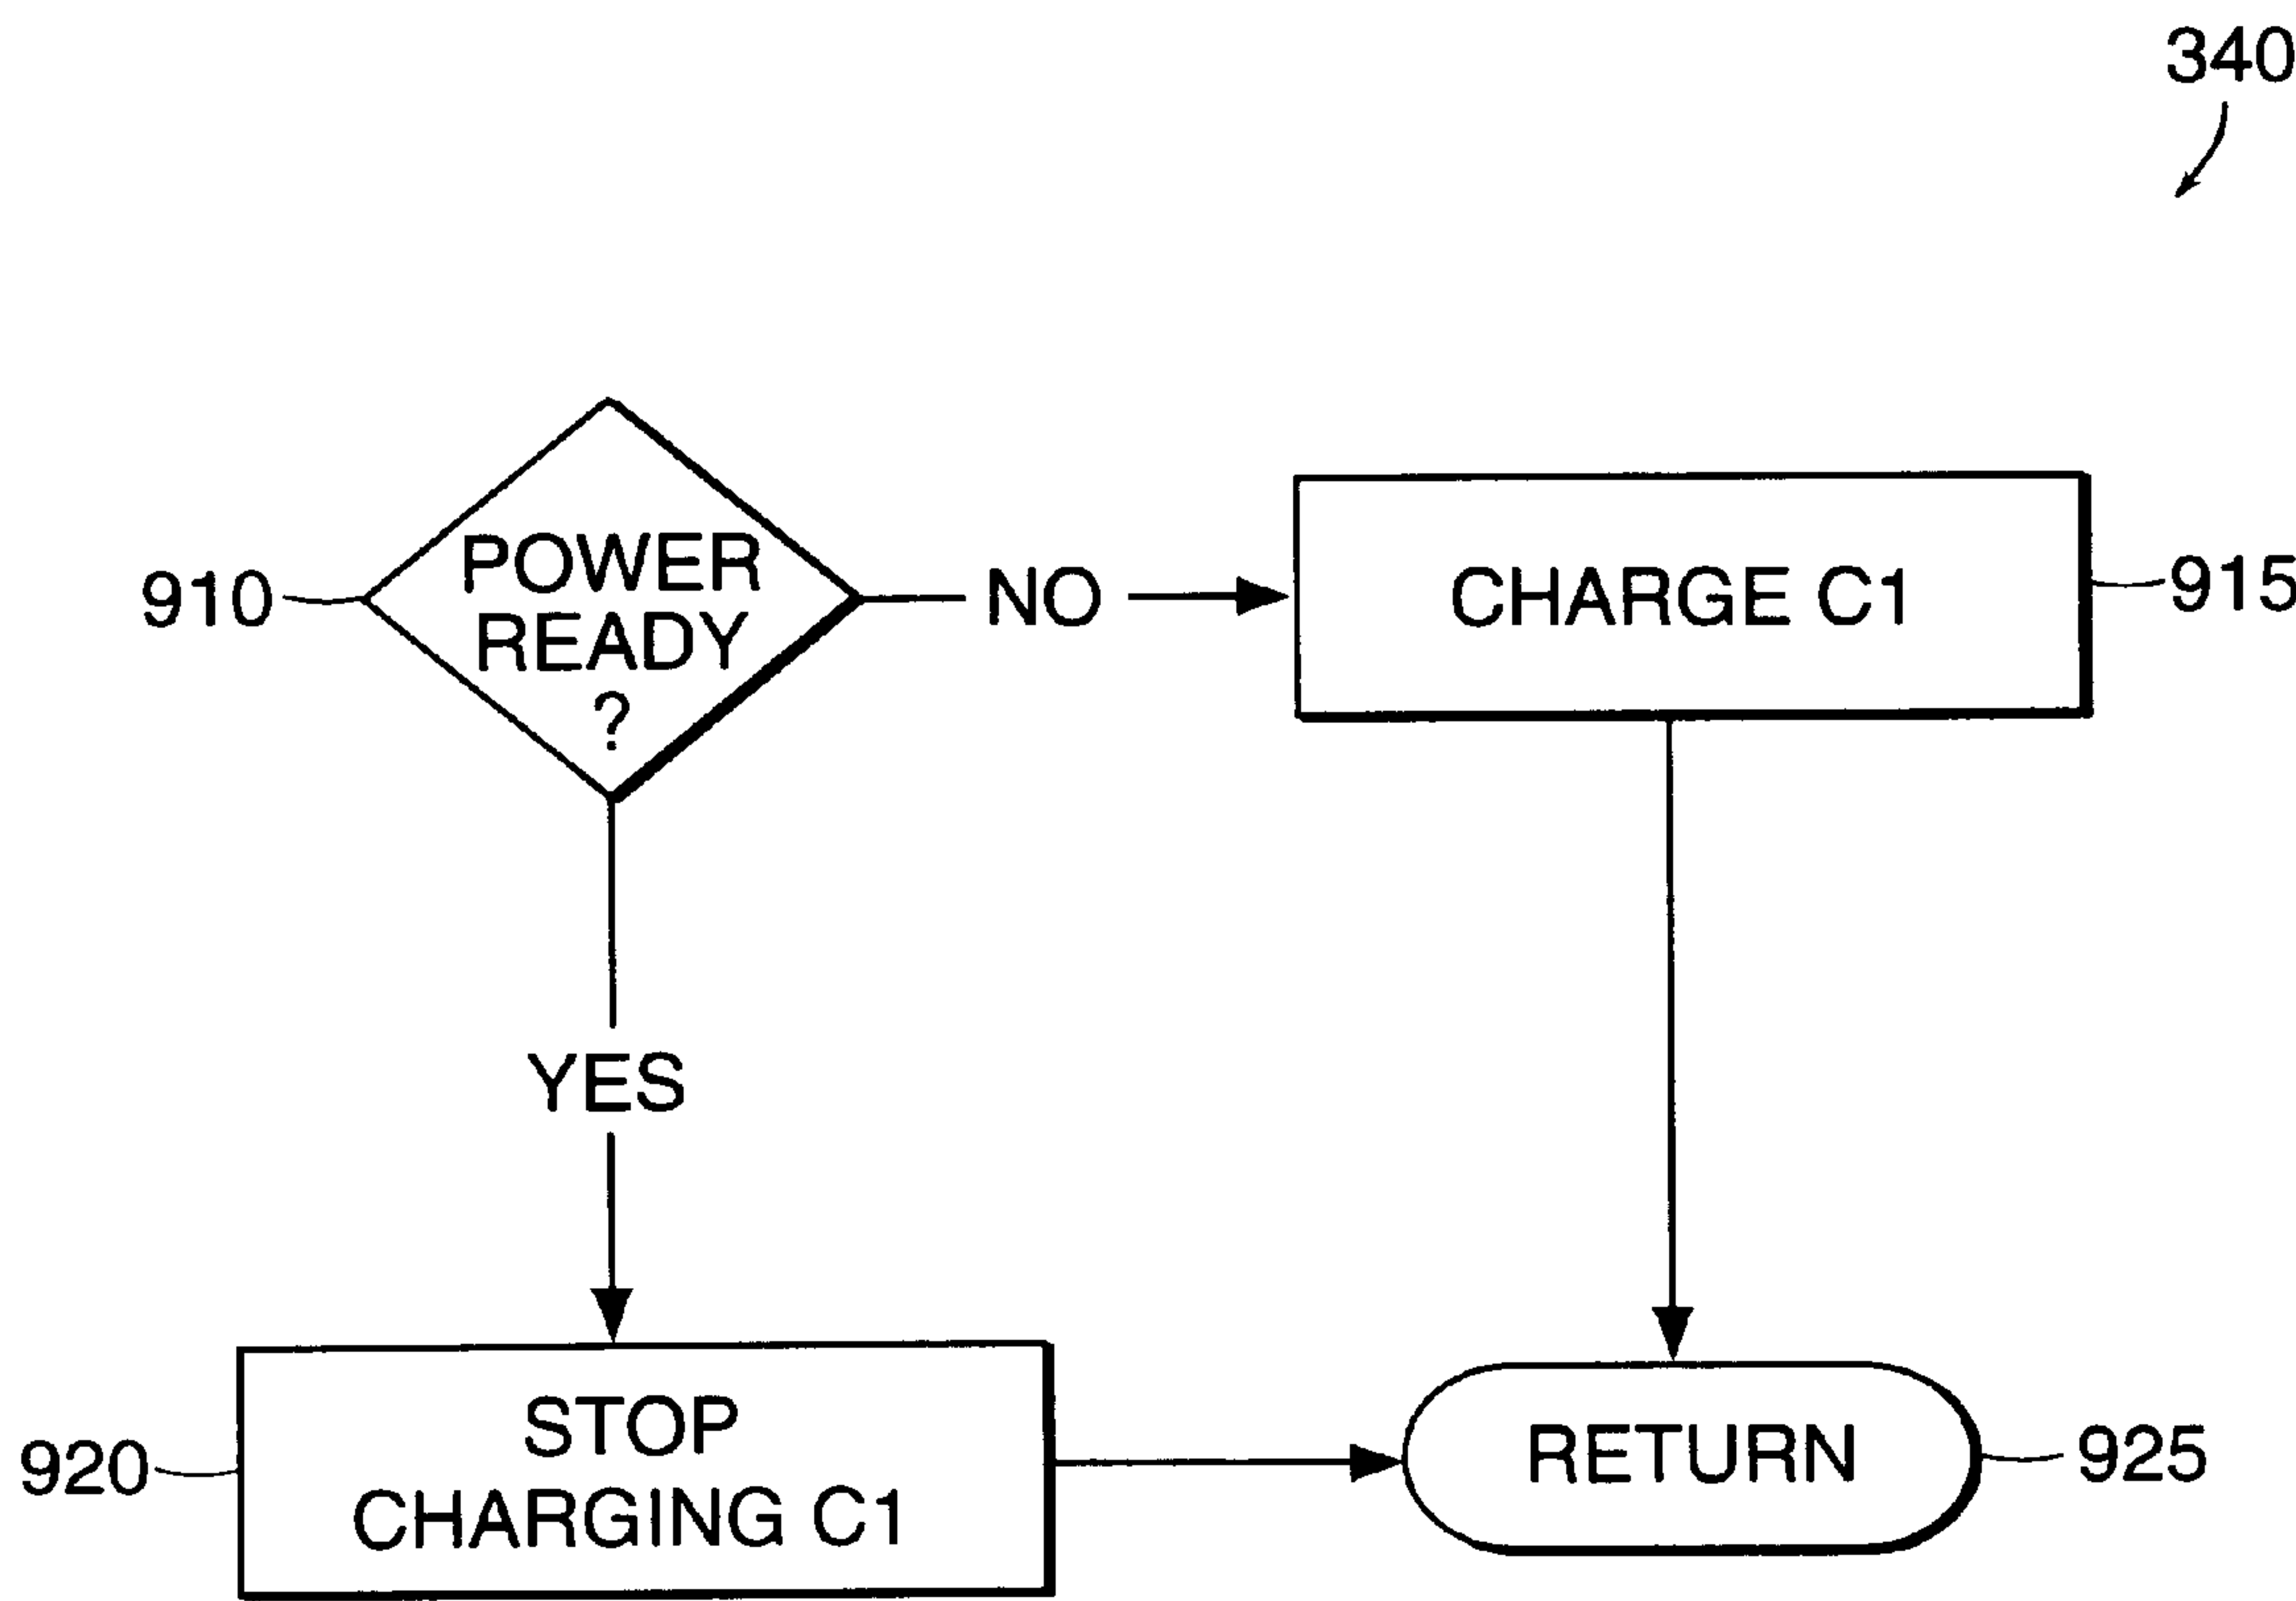 340
910
POWER
READY
?
NO
CHARGE C1
915
YES
920
STOP
CHARGING C1
RETURN
925